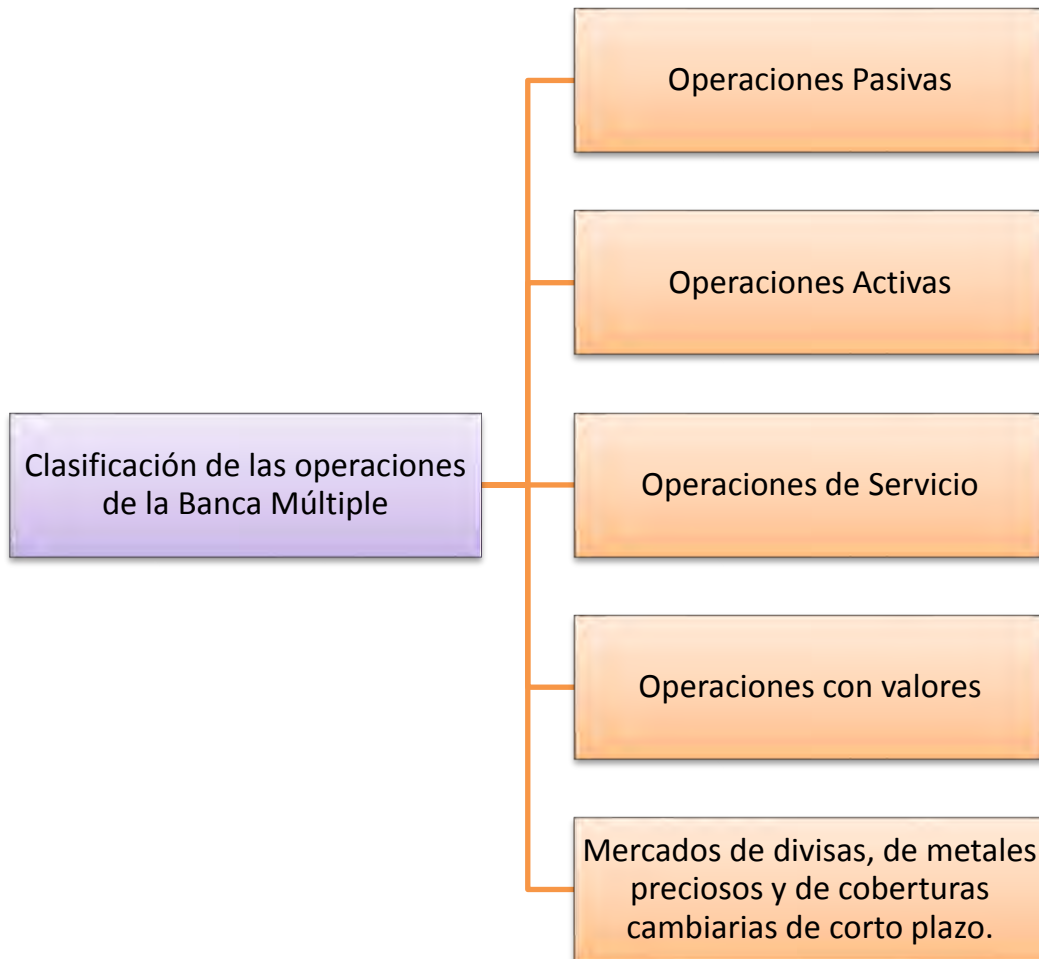 Operaciones Pasivas
Operaciones Activas
Clasificación de las operaciones
de la Banca Múltiple
Operaciones de Servicio
Operaciones con valores
Mercados de divisas, de metales
preciosos y de coberturas
cambiarias de corto plazo.